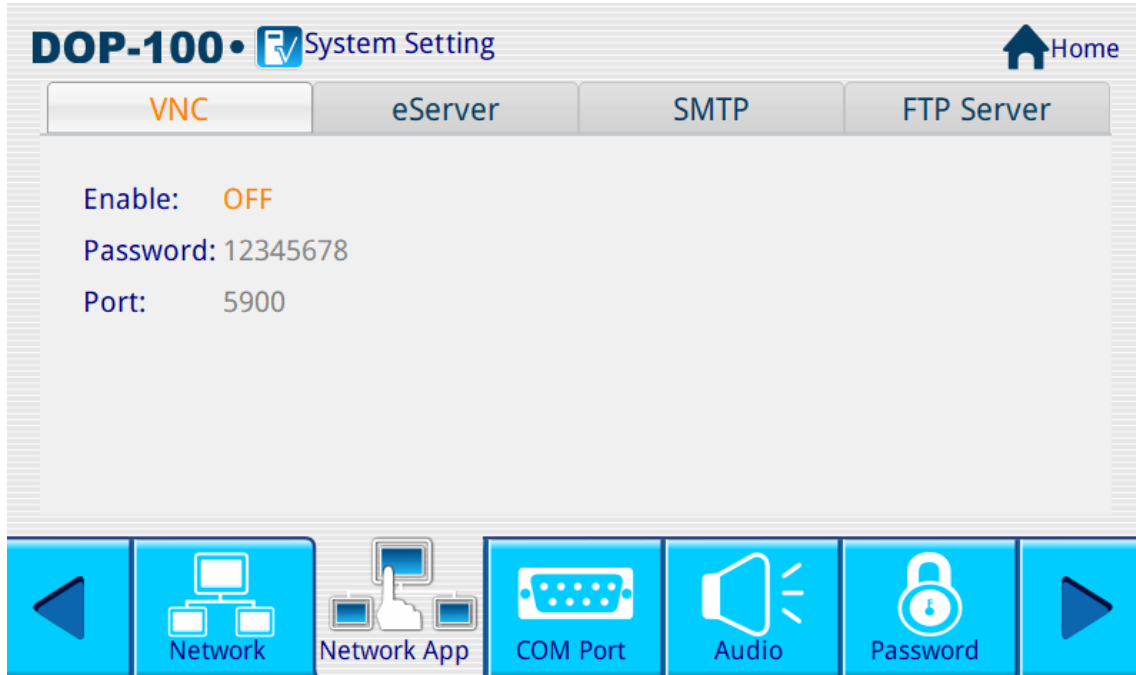 DOP-100• System Setting Home
VNC eServer SMTP FTP Server
Enable: OFF
Password: 12345678
Port: 5900
Network Network App COM Port Audio Password